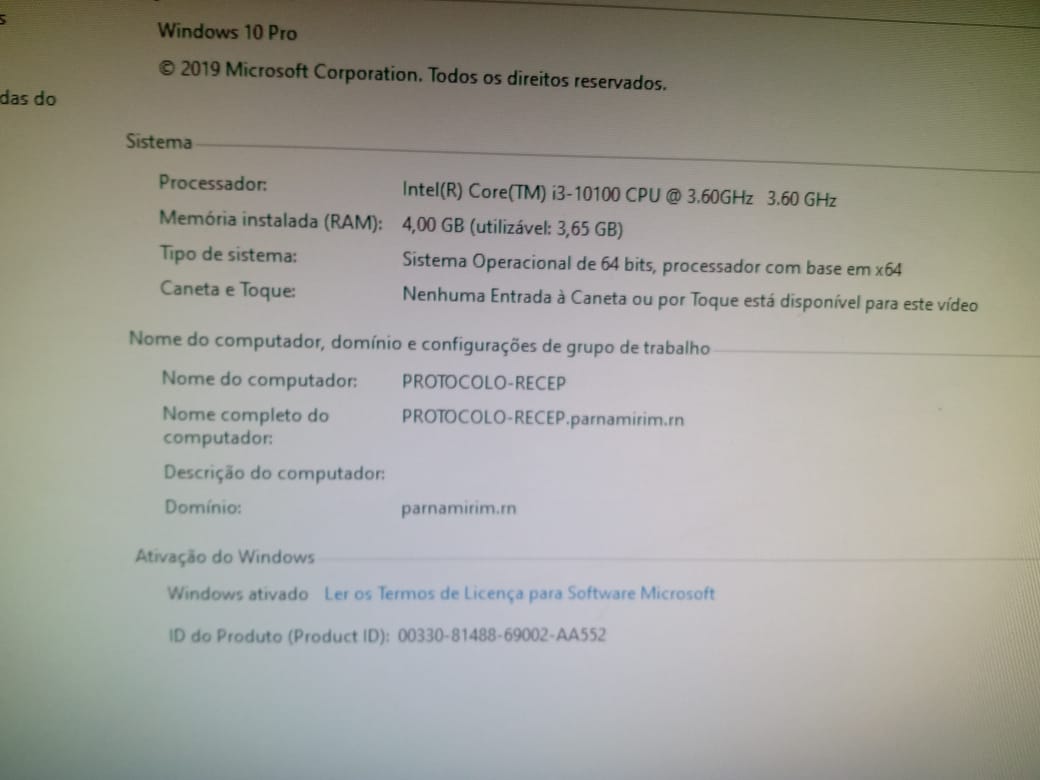 s
Windows 10 Pro
© 2019 Microsoft Corporation. Todos os direitos reservados.
das do
Sistema
Processador: Intel(R) Core(TM) i3-10100 CPU @ 3.60GHz 3.60 GHz
Memória instalada (RAM): 4,00 GB (utilizável: 3,65 GB)
Tipo de sistema: Sistema Operacional de 64 bits, processador com base em x64
Caneta e Toque: Nenhuma Entrada à Caneta ou por Toque está disponível para este vídeo
Nome do computador, domínio e configurações de grupo de trabalho
Nome do computador: PROTOCOLO-RECEP
Nome completo do PROTOCOLO-RECEP.parnamirim.rn
computador:
Descrição do computador:
Domínio: parnamirim.rn
Ativação do Windows
Windows ativado Ler os Termos de Licença para Software Microsoft
ID do Produto (Product ID): 00330-81488-69002-AA552